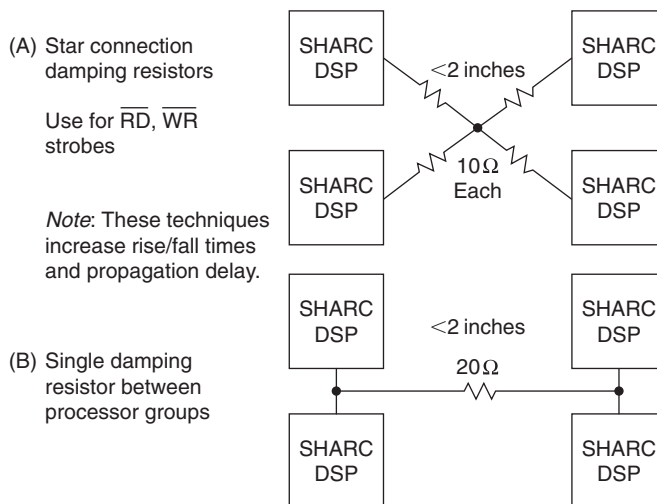 (A) Star connection
damping resistors
Use for R̅D̅, W̅R̅
strobes
Note: These techniques
increase rise/fall times
and propagation delay.
SHARC
DSP
<2 inches
SHARC
DSP
SHARC
DSP
10Ω
Each
SHARC
DSP
(B) Single damping
resistor between
processor groups
SHARC
DSP
<2 inches
20Ω
SHARC
DSP
SHARC
DSP
SHARC
DSP